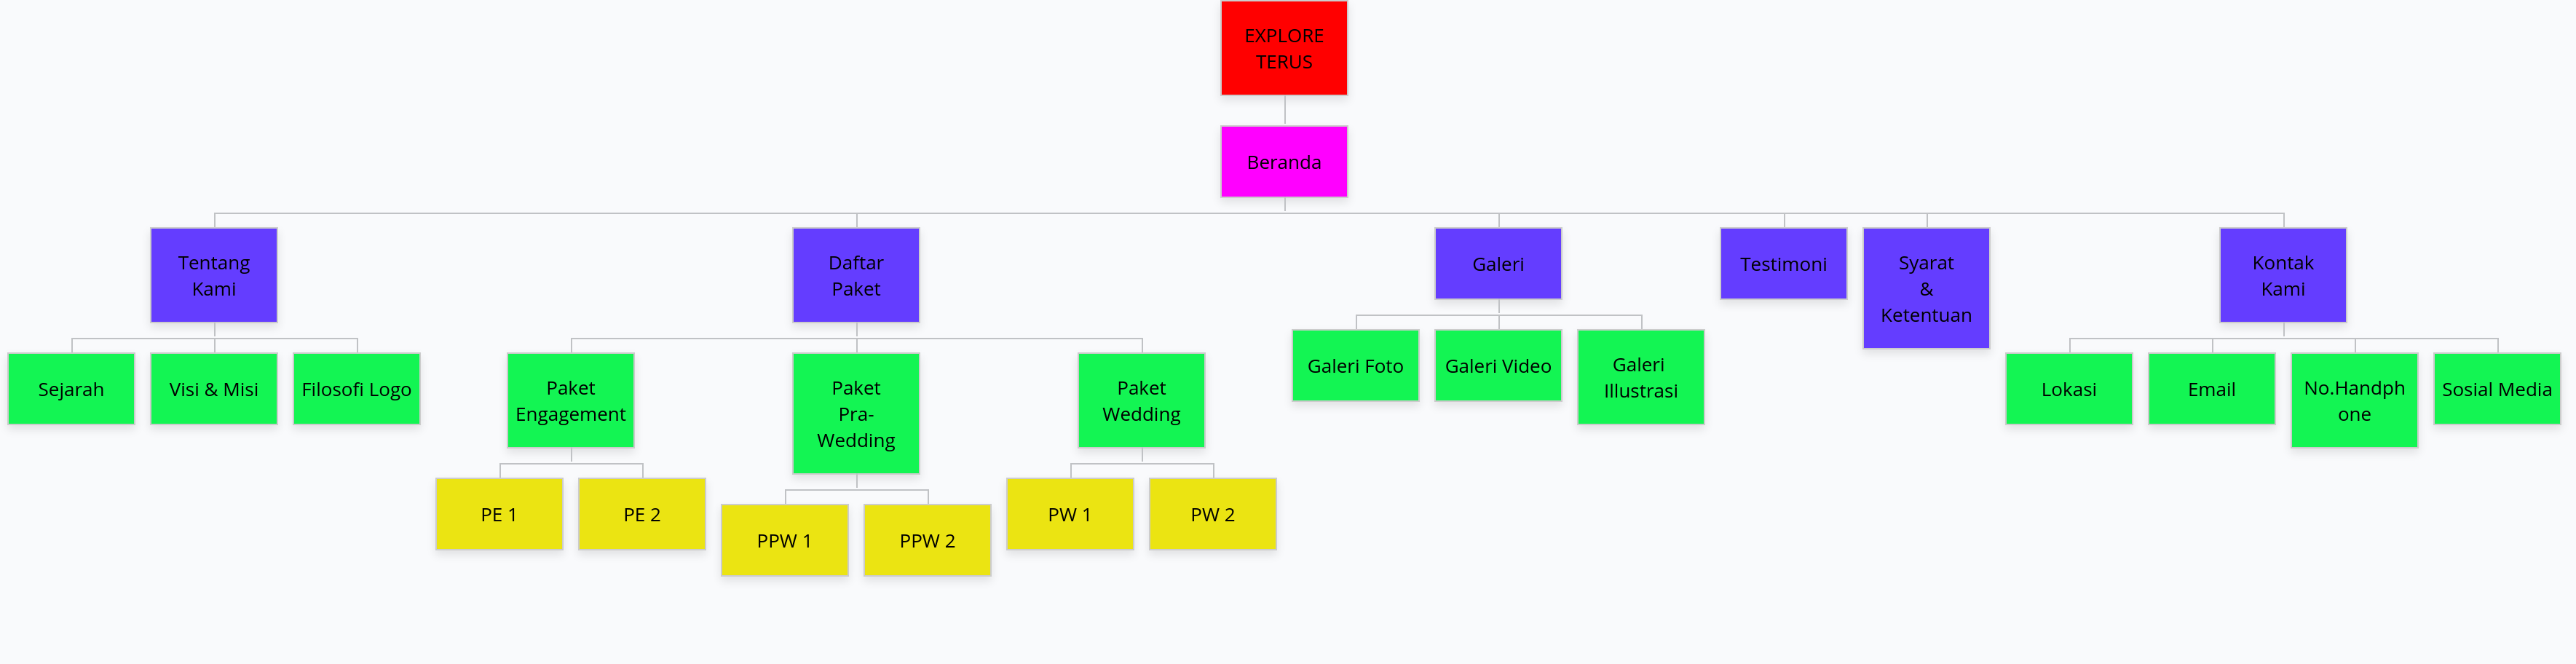 EXPLORE
TERUS
Beranda
Tentang
Kami
Daftar
Paket
Galeri
Testimoni
Syarat
&
Ketentuan
Kontak
Kami
Sejarah
Visi & Misi
Filosofi Logo
Paket
Engagement
Paket
Pra-
Wedding
Paket
Wedding
Galeri Foto
Galeri Video
Galeri
Illustrasi
Lokasi
Email
No.Handph
one
Sosial Media
PE 1
PE 2
PPW 1
PPW 2
PW 1
PW 2